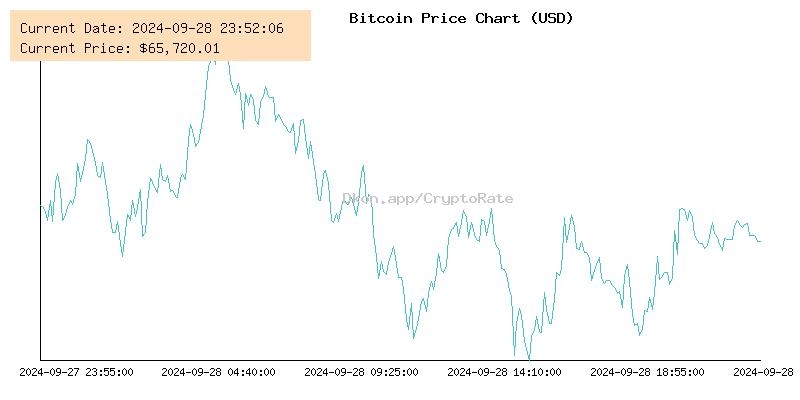 Bitcoin Price Chart (USD)
Current Date: 2024-09-28 23:52:06
Current Price: $65,720.01
Dkon.app/CryptoRate
2024-09-27 23:55:00 2024-09-28 04:40:00 2024-09-28 09:25:00 2024-09-28 14:10:00 2024-09-28 18:55:00 2024-09-28